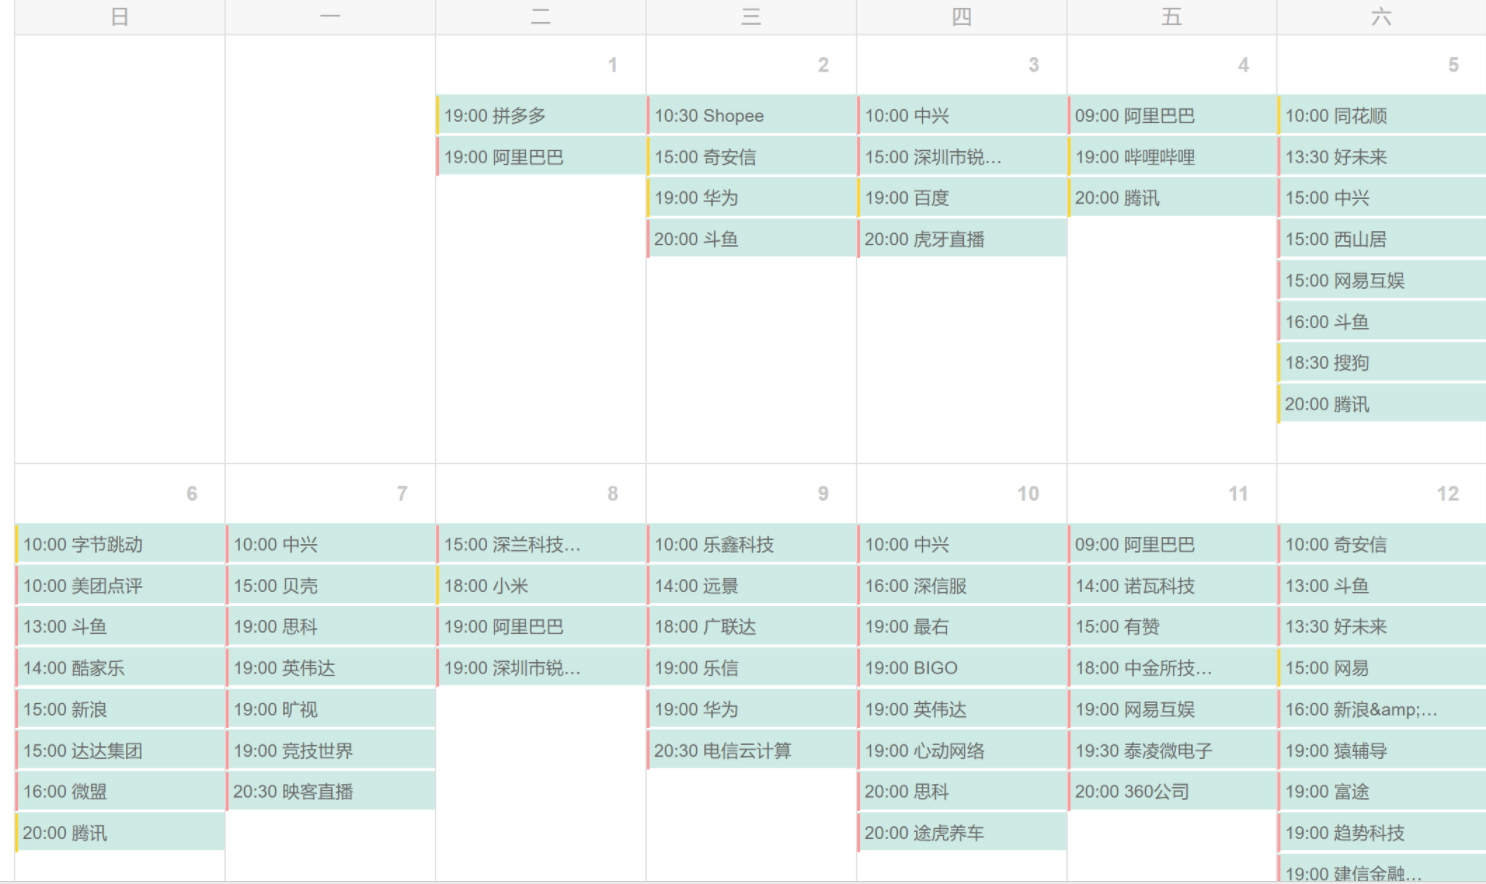 日 一 二 三 四 五 六
1
19:00 拼多多
19:00 阿里巴巴
2
10:30 Shopee
15:00 奇安信
19:00 华为
20:00 斗鱼
3
10:00 中兴
15:00 深圳市锐...
19:00 百度
20:00 虎牙直播
4
09:00 阿里巴巴
19:00 哔哩哔哩
20:00 腾讯
5
10:00 同花顺
13:30 好未来
15:00 中兴
15:00 西山居
15:00 网易互娱
16:00 斗鱼
18:30 搜狗
20:00 腾讯
6
10:00 字节跳动
10:00 美团点评
13:00 斗鱼
14:00 酷家乐
15:00 新浪
15:00 达达集团
16:00 微盟
20:00 腾讯
7
10:00 中兴
15:00 贝壳
19:00 思科
19:00 英伟达
19:00 旷视
19:00 竞技世界
20:30 映客直播
8
15:00 深兰科技...
18:00 小米
19:00 阿里巴巴
19:00 深圳市锐...
9
10:00 乐鑫科技
14:00 远景
18:00 广联达
19:00 乐信
19:00 华为
20:30 电信云计算
10
10:00 中兴
16:00 深信服
19:00 最右
19:00 BIGO
19:00 英伟达
19:00 心动网络
20:00 思科
20:00 途虎养车
11
09:00 阿里巴巴
14:00 诺瓦科技
15:00 有赞
18:00 中金所技...
19:00 网易互娱
19:30 泰凌微电子
20:00 360公司
12
10:00 奇安信
13:00 斗鱼
13:30 好未来
15:00 网易
16:00 新浪&amp;...
19:00 猿辅导
19:00 富途
19:00 趋势科技
19:00 建信金融...